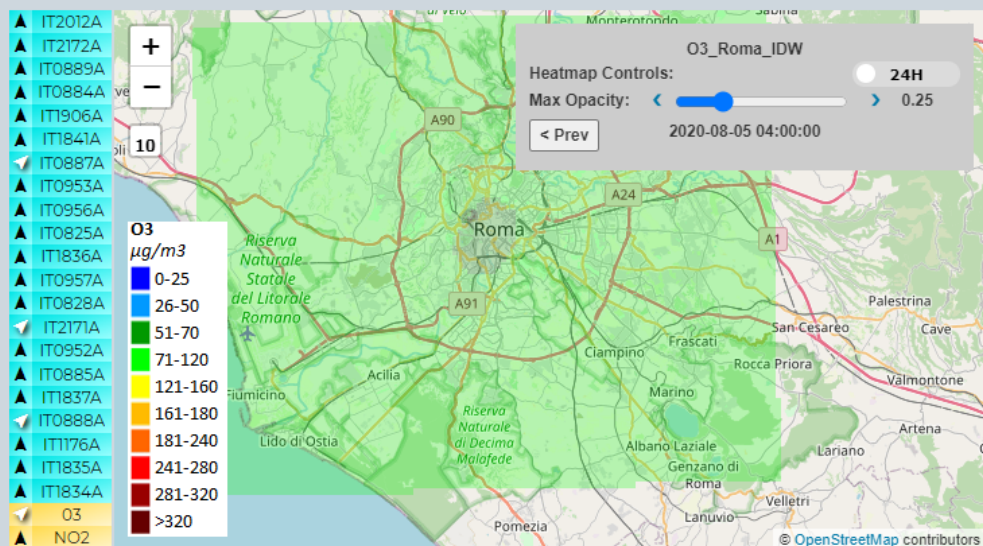 IT2012A
IT2172A
IT0889A
IT0884A
IT1906A
IT1841A
IT0887A
IT0953A
IT0956A
IT0825A
IT1836A
IT0957A
IT0828A
IT2171A
IT0952A
IT0885A
IT1837A
IT0888A
IT1176A
IT1835A
IT1834A
O3
NO2
+
−
10
O3
µg/m3
0-25
26-50
51-70
71-120
121-160
161-180
181-240
241-280
281-320
>320
O3_Roma_IDW
Heatmap Controls:
24H
Max Opacity:
0.25
< Prev
2020-08-05 04:00:00
Monterotondo
A90
A24
Roma
A1
A91
Riserva
Naturale
Statale
del Litorale
Romano
Palestrina
San Cesareo
Cave
Frascati
Ciampino
Rocca Priora
Valmontone
Acilia
Fiumicino
Marino
Riserva
Naturale
di Decima
Malafede
Lido di Ostia
Albano Laziale
Artena
Lariano
Genzano di
Roma
Velletri
Lanuvio
Pomezia
© OpenStreetMap contributors